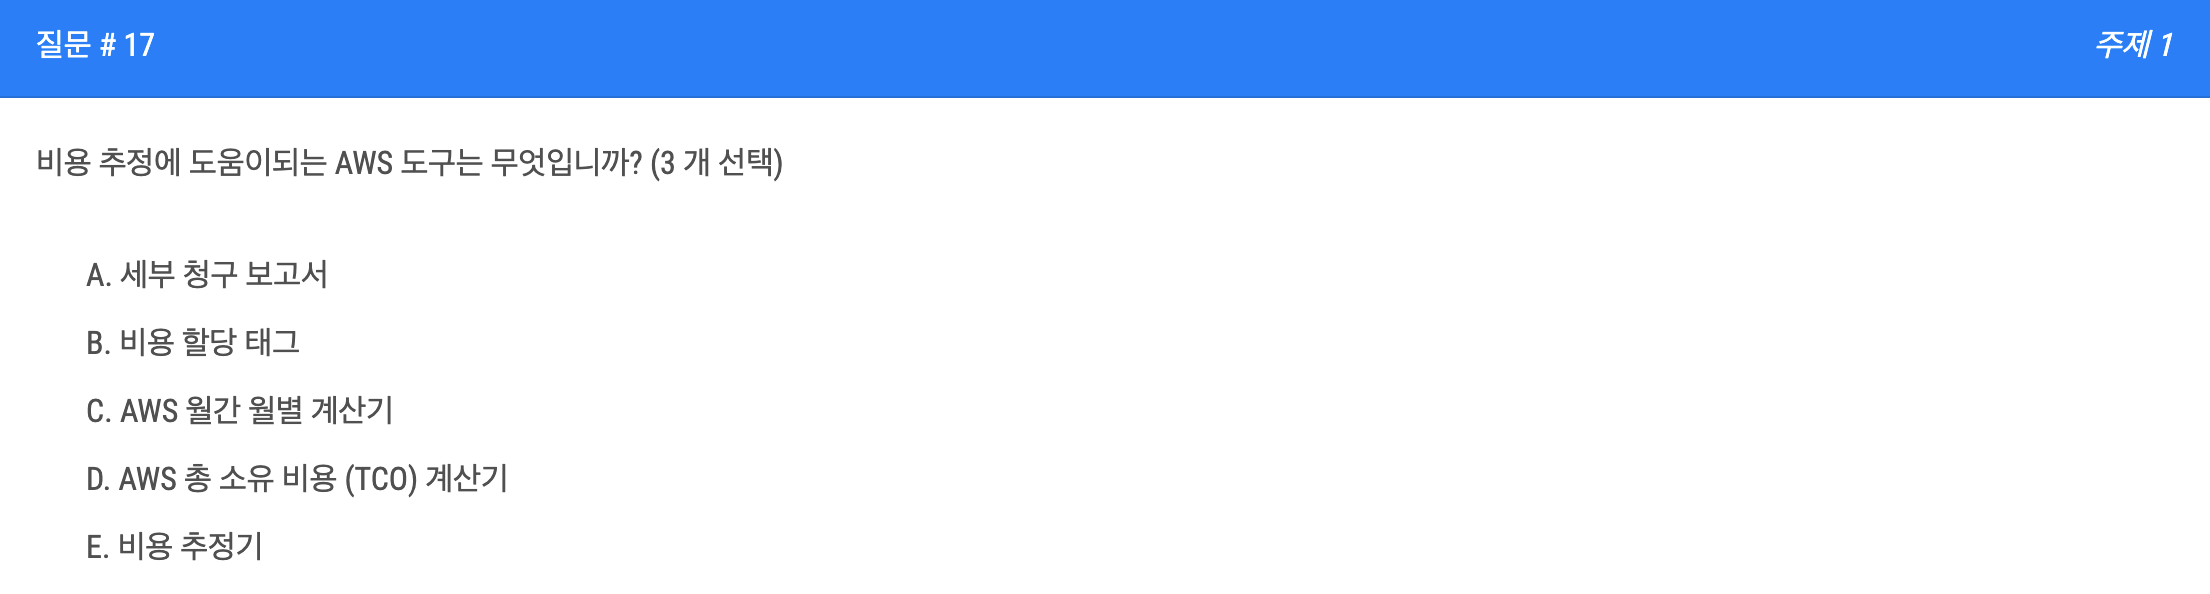 질문 # 17
주제 1
비용 추정에 도움이되는 AWS 도구는 무엇입니까? (3 개 선택)
A. 세부 청구 보고서
B. 비용 할당 태그
C. AWS 월간 월별 계산기
D. AWS 총 소유 비용 (TCO) 계산기
E. 비용 추정기